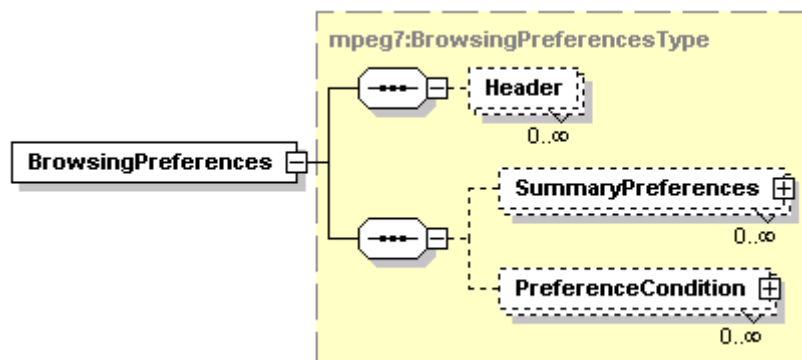 mpeg7:BrowsingPreferencesType
Header
0..∞
BrowsingPreferences
SummaryPreferences
0..∞
PreferenceCondition
0..∞